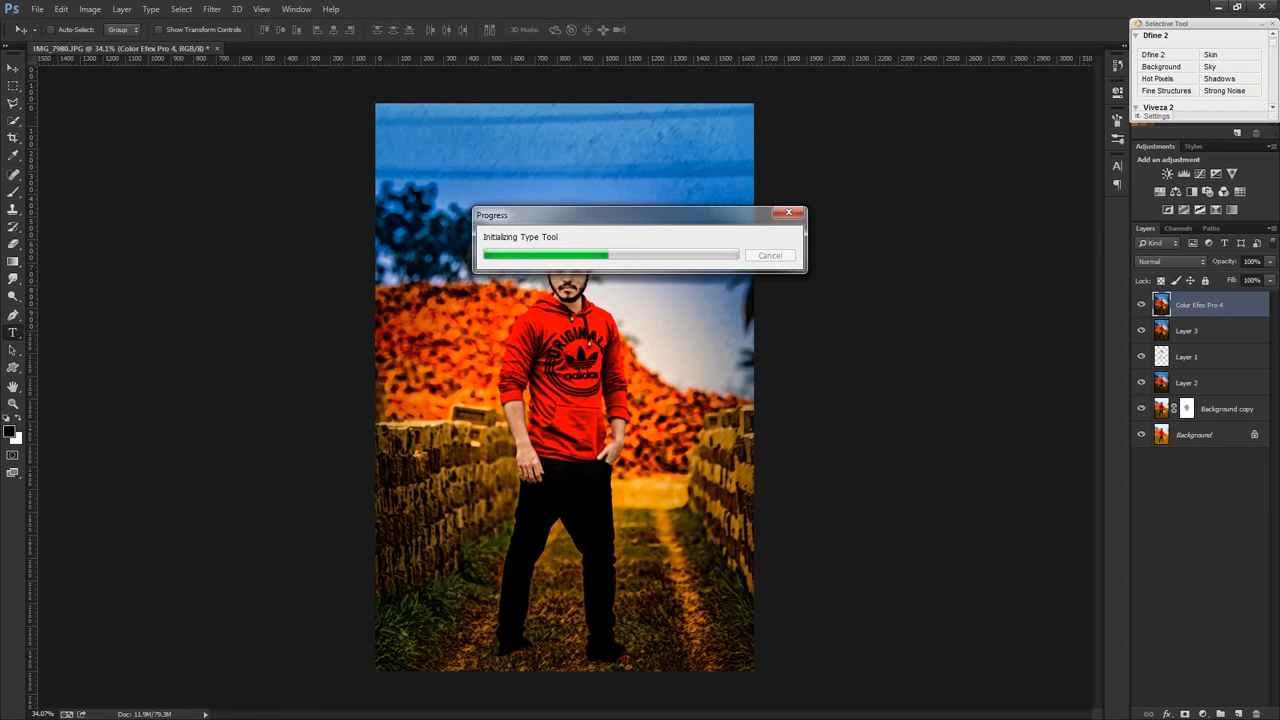 Ps File Edit Image Layer Type Select Filter 3D View Window Help
Auto-Select: Group Show Transform Controls 3D Mode:
IMG_7980.JPG @ 34.1% (Color Efex Pro 4, RGB/8) * ×
Selective Tool
Dfine 2
Dfine 2 Skin
Background Sky
Hot Pixels Shadows
Fine Structures Strong Noise
Viveza 2
Settings
Adjustments Styles
Add an adjustment
Layers Channels Paths
Kind
Normal Opacity: 100%
Lock: Fill: 100%
Color Efex Pro 4
Layer 3
Layer 1
Layer 2
Background copy
Background
Progress
Initializing Type Tool
Cancel
ORIGINAL
adidas
34.07% Doc: 11.9M/79.3M